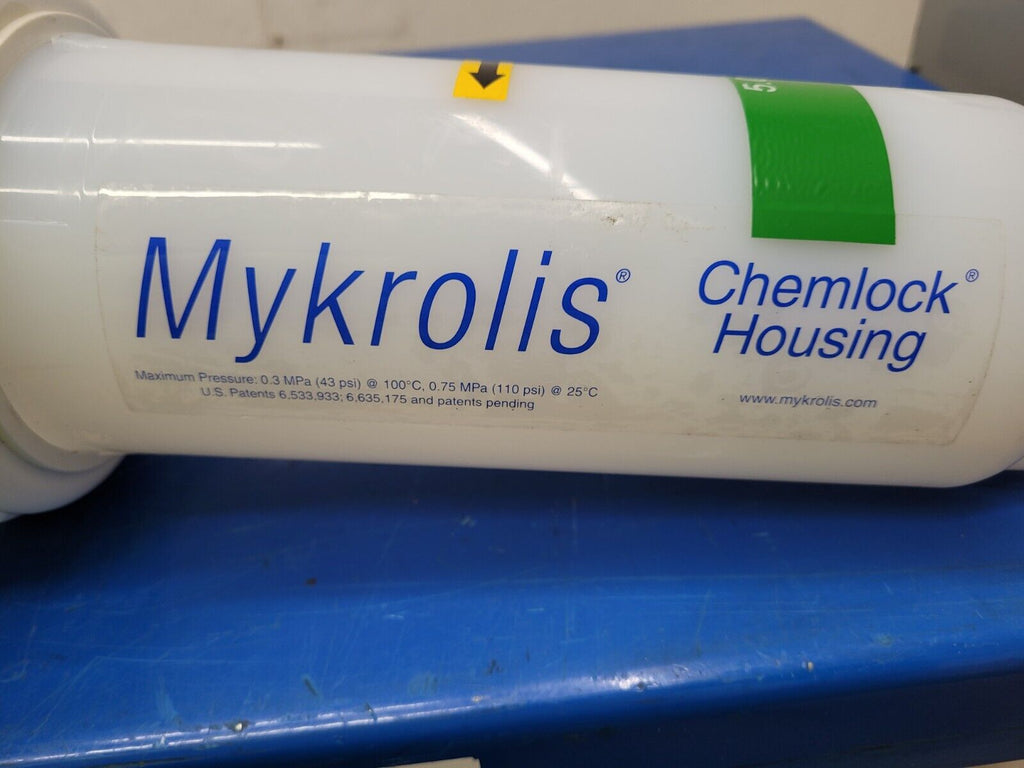 Mykrolis®
Chemlock®
Housing
Maximum Pressure: 0.3 MPa (43 psi) @ 100°C, 0.75 MPa (110 psi) @ 25°C
U.S. Patents 6,533,933; 6,635,175 and patents pending
www.mykrolis.com